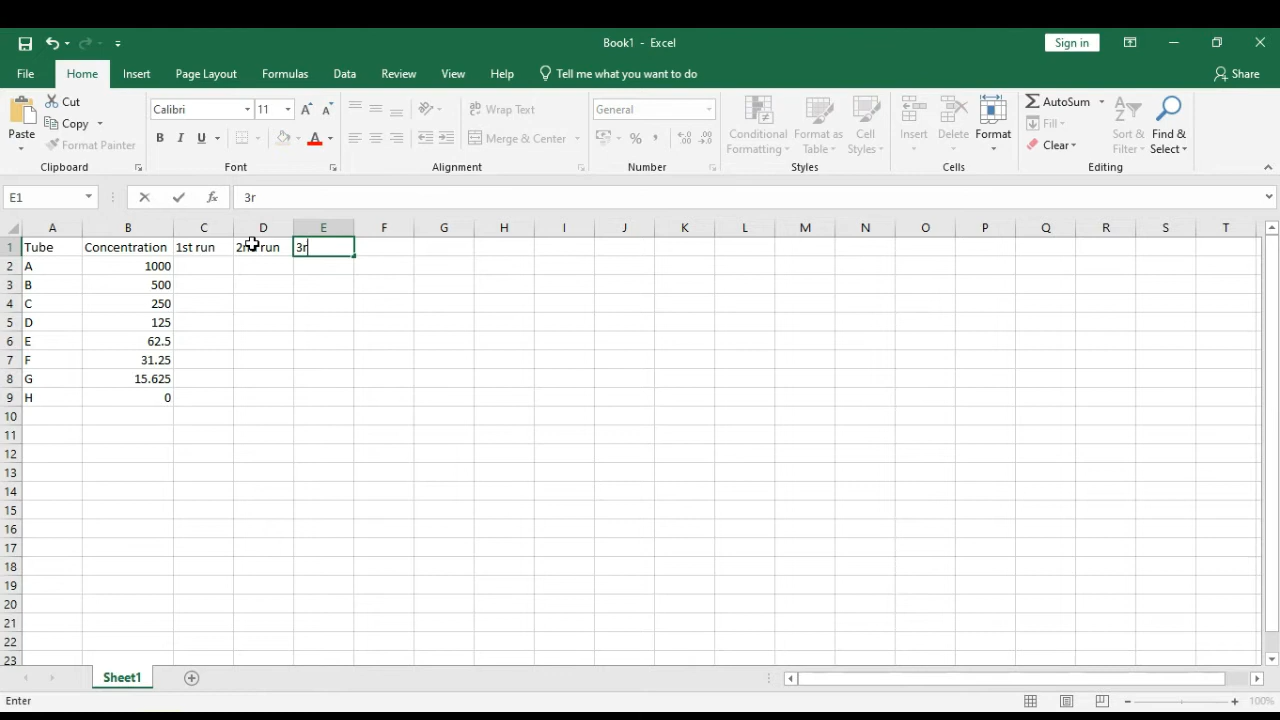 Book1 - Excel
Sign in
File Home Insert Page Layout Formulas Data Review View Help Tell me what you want to do Share
Paste
Cut
Copy
Format Painter
Clipboard
Calibri 11
B I U
Font
Wrap Text
Merge & Center
Alignment
General
Number
Conditional Formatting
Format as Table
Cell Styles
Styles
Insert
Delete
Format
Cells
AutoSum
Fill
Clear
Sort & Filter
Find & Select
Editing
E1 fx 3r
A B C D E F G H I J K L M N O P Q R S T
1 Tube Concentration 1st run 2nd run 3r
2 A 1000
3 B 500
4 C 250
5 D 125
6 E 62.5
7 F 31.25
8 G 15.625
9 H 0
10
11
12
13
14
15
16
17
18
19
20
21
22
23
Sheet1
Enter
100%